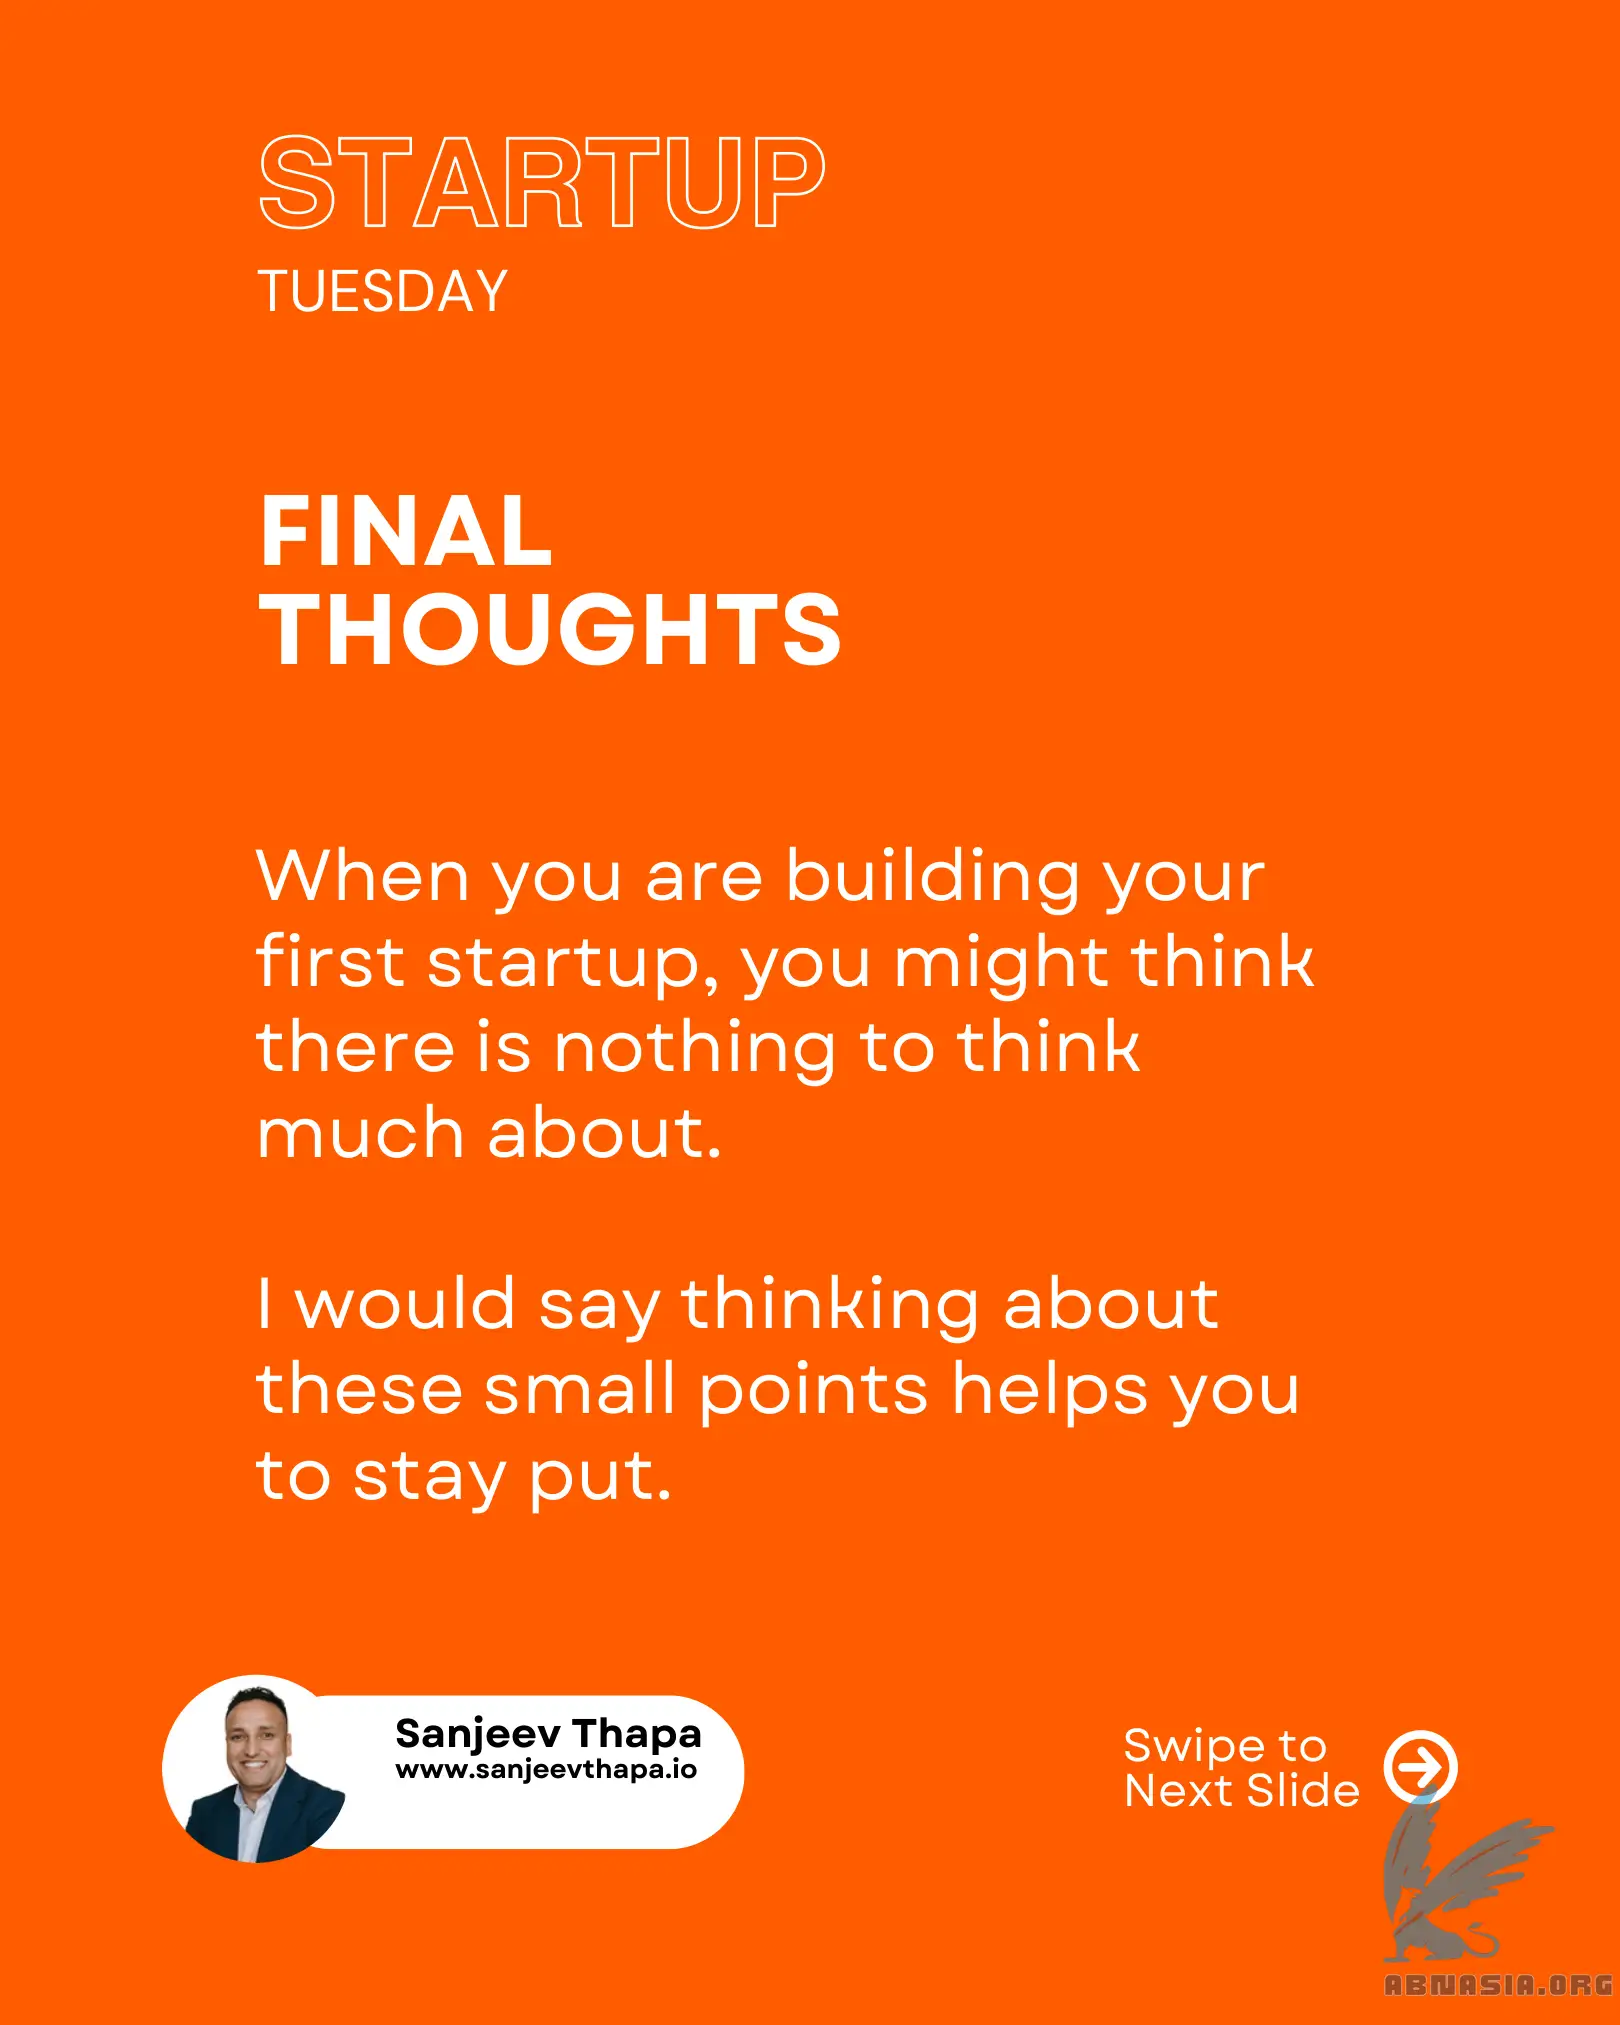 STARTUP
TUESDAY
FINAL
THOUGHTS
When you are building your
first startup, you might think
there is nothing to think
much about.
I would say thinking about
these small points helps you
to stay put.
Sanjeev Thapa
www.sanjeevthapa.io
Swipe to
Next Slide
ABNASIA.ORG